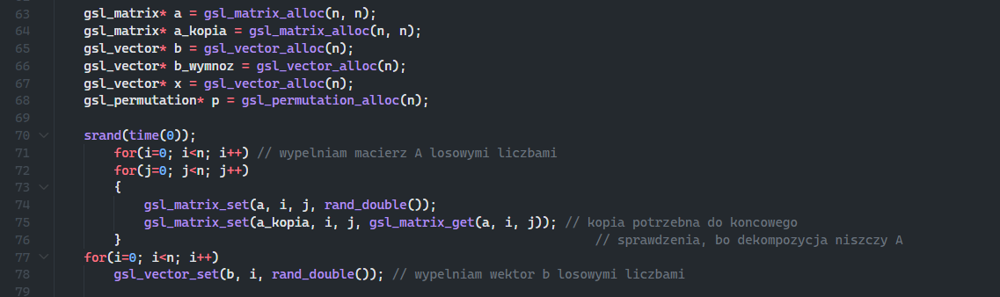 63 gsl_matrix* a = gsl_matrix_alloc(n, n);
64 gsl_matrix* a_kopia = gsl_matrix_alloc(n, n);
65 gsl_vector* b = gsl_vector_alloc(n);
66 gsl_vector* b_wymnoz = gsl_vector_alloc(n);
67 gsl_vector* x = gsl_vector_alloc(n);
68 gsl_permutation* p = gsl_permutation_alloc(n);
69
70 srand(time(0));
71 for(i=0; i<n; i++) // wypelniam macierz A losowymi liczbami
72 for(j=0; j<n; j++)
73 {
74 gsl_matrix_set(a, i, j, rand_double());
75 gsl_matrix_set(a_kopia, i, j, gsl_matrix_get(a, i, j)); // kopia potrzebna do koncowego
76 } // sprawdzenia, bo dekompozycja niszczy A
77 for(i=0; i<n; i++)
78 gsl_vector_set(b, i, rand_double()); // wypelniam wektor b losowymi liczbami
79